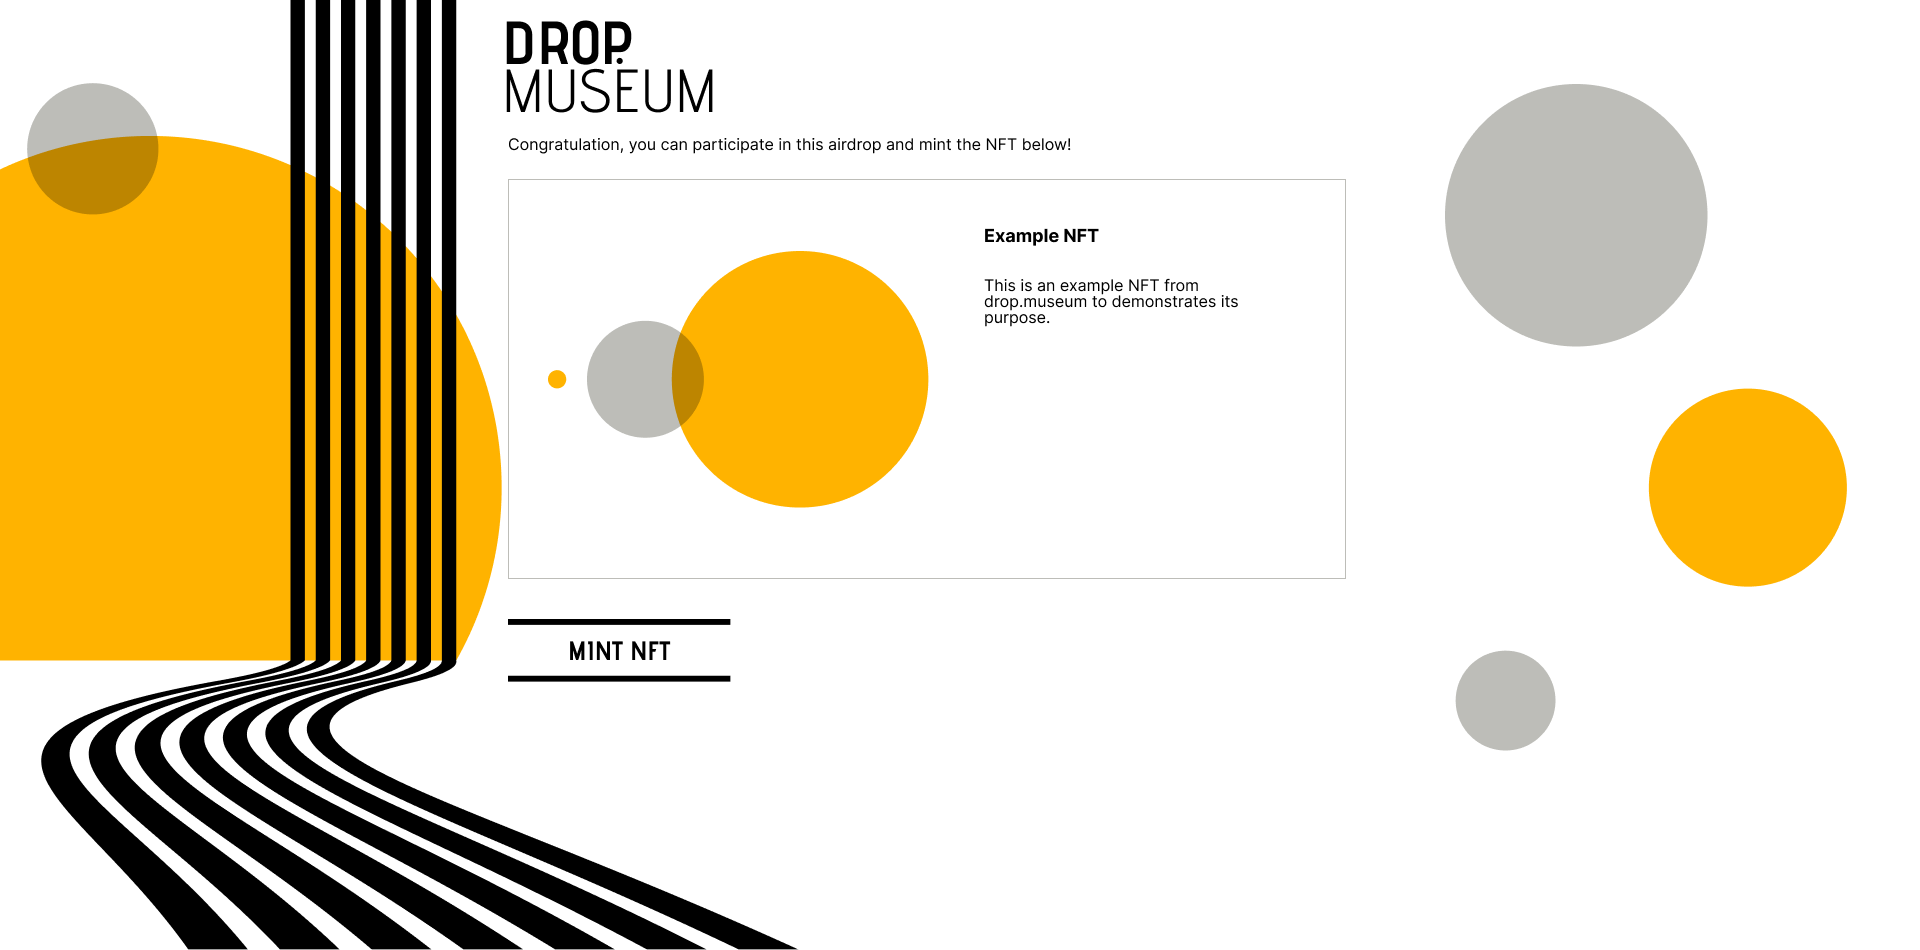 DROP.
MUSEUM
Congratulation, you can participate in this airdrop and mint the NFT below!
Example NFT
This is an example NFT from
drop.museum to demonstrates its
purpose.
MINT NFT